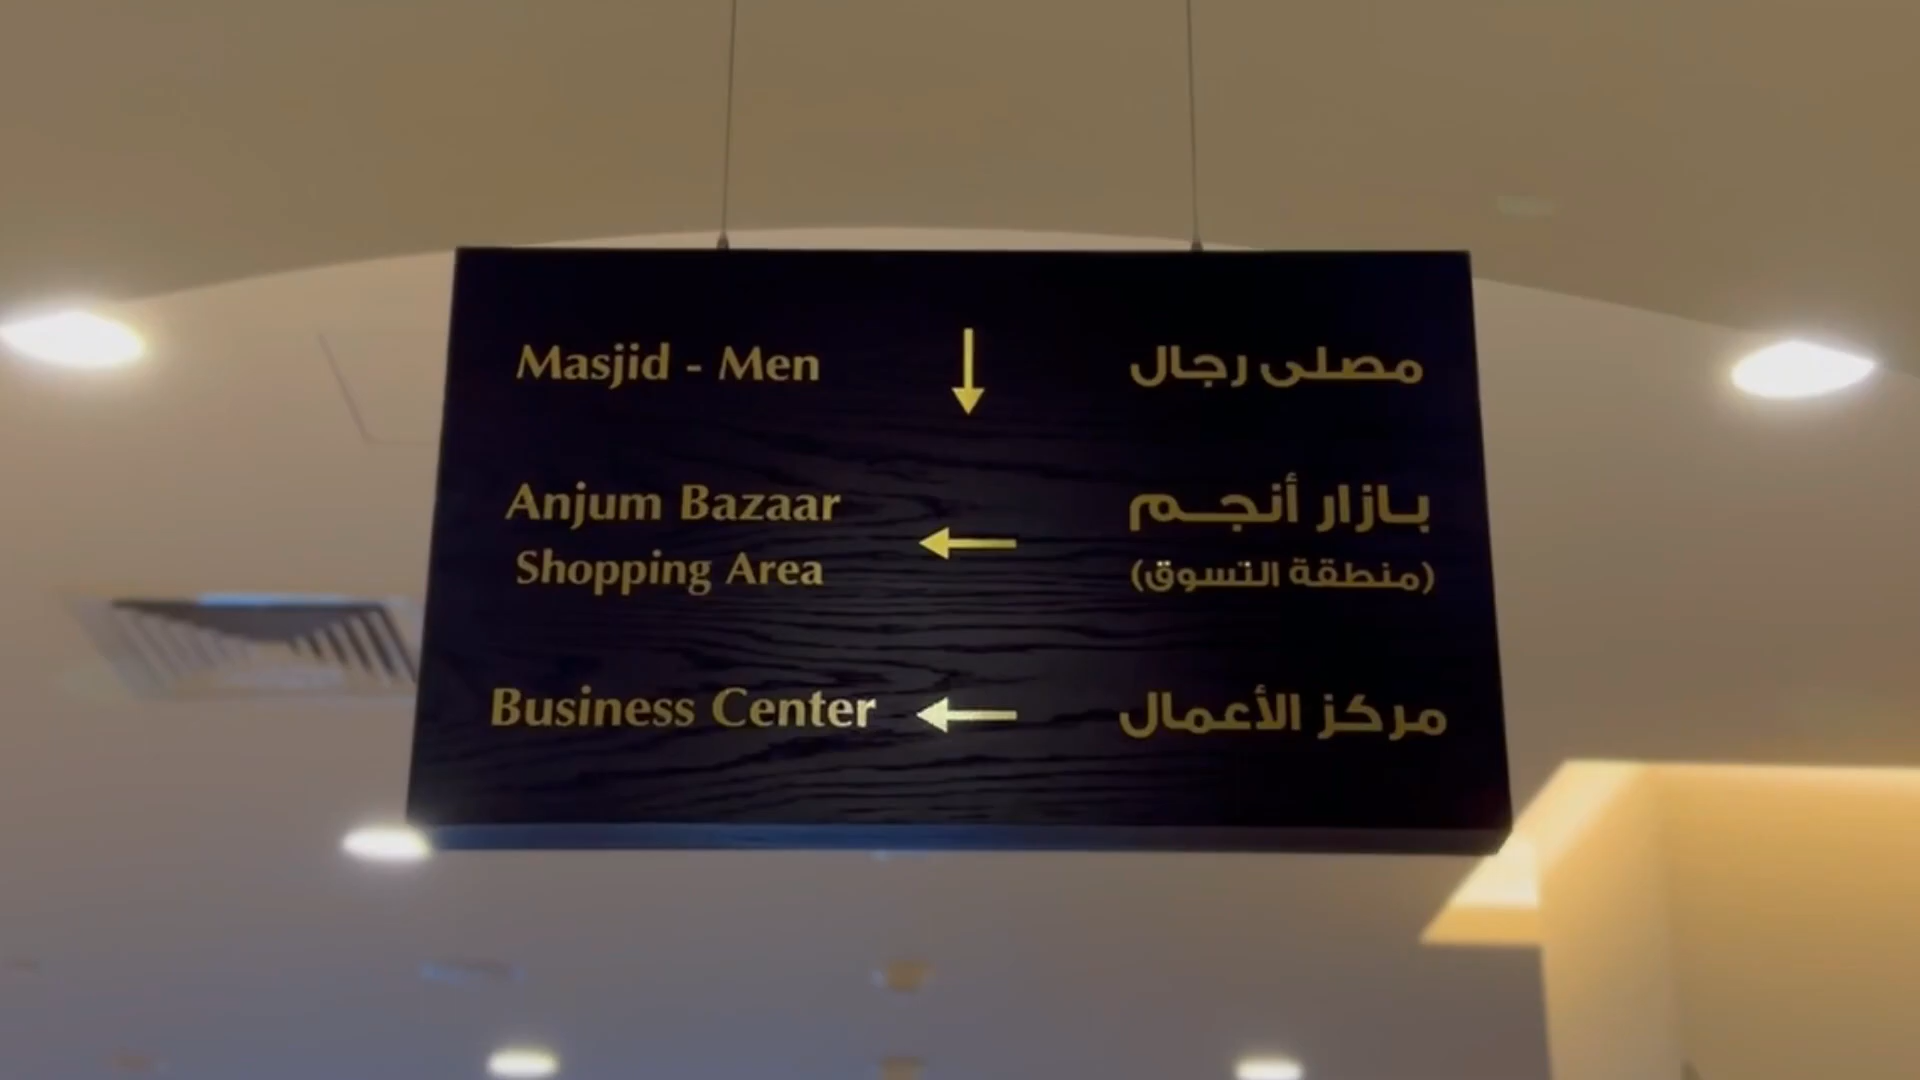 Masjid - Men
مصلى رجال
Anjum Bazaar
Shopping Area
بازار أنجم
(منطقة التسوق)
Business Center
مركز الأعمال